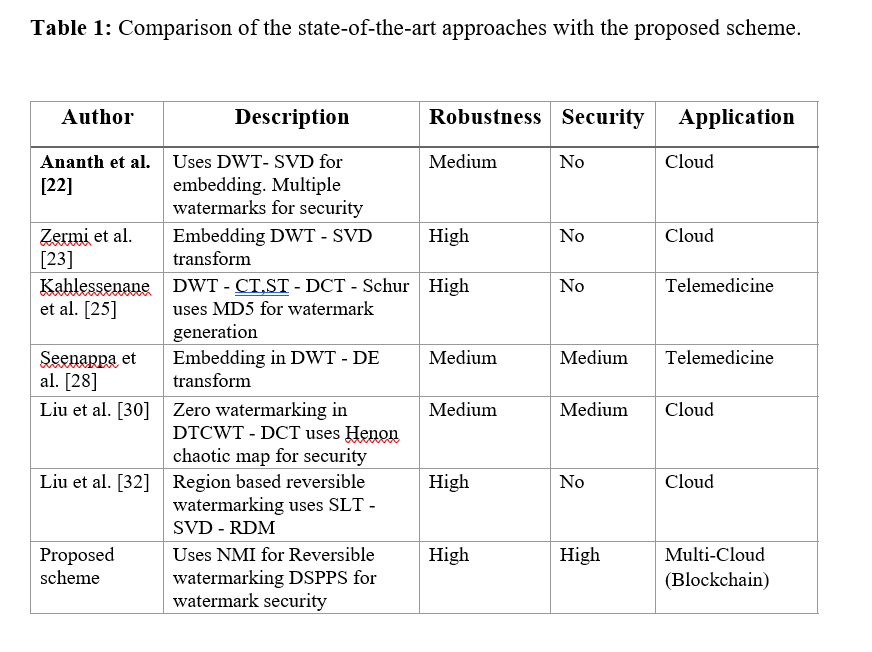 Table 1: Comparison of the state-of-the-art approaches with the proposed scheme.
Author Description Robustness Security Application
Ananth et al. Uses DWT- SVD for Medium No Cloud
[22] embedding. Multiple
watermarks for security
Zermi et al. Embedding DWT - SVD High No Cloud
[23] transform
Kahlessenane DWT - CT,ST - DCT - Schur High No Telemedicine
et al. [25] uses MD5 for watermark
generation
Seenappa et Embedding in DWT - DE Medium Medium Telemedicine
al. [28] transform
Liu et al. [30] Zero watermarking in Medium Medium Cloud
DTCWT - DCT uses Henon
chaotic map for security
Liu et al. [32] Region based reversible High No Cloud
watermarking uses SLT -
SVD - RDM
Proposed Uses NMI for Reversible High High Multi-Cloud
scheme watermarking DSPPS for (Blockchain)
watermark security